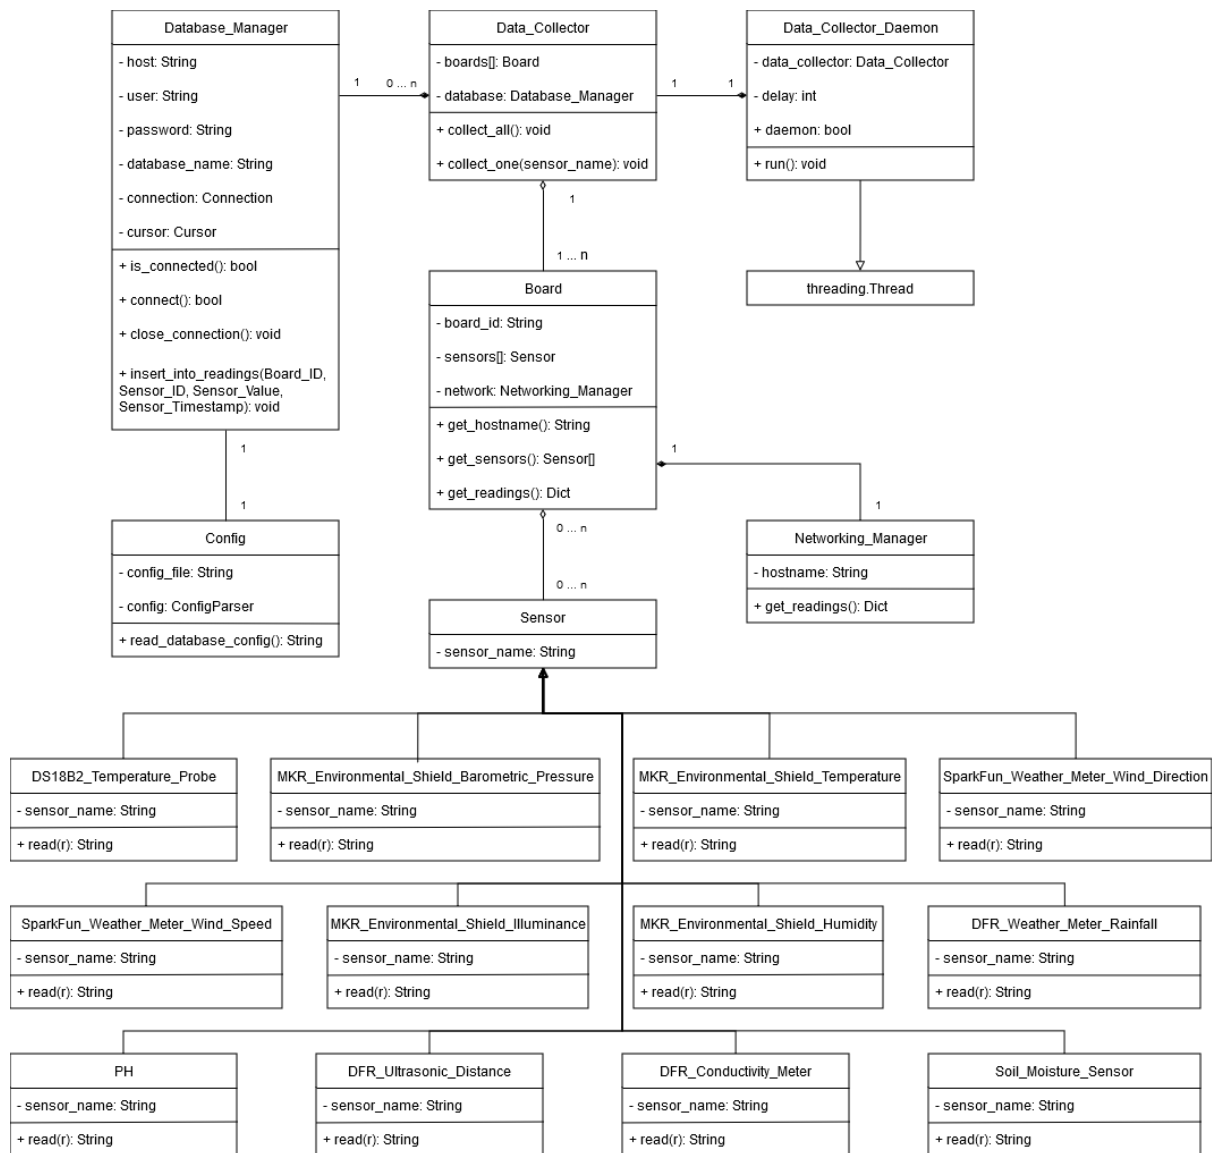 Database_Manager
- host: String
- user: String
- password: String
- database_name: String
- connection: Connection
- cursor: Cursor
+ is_connected(): bool
+ connect(): bool
+ close_connection(): void
+ insert_into_readings(Board_ID,
Sensor_ID, Sensor_Value,
Sensor_Timestamp): void
1
0 ... n
Data_Collector
- boards[]: Board
- database: Database_Manager
+ collect_all(): void
+ collect_one(sensor_name): void
1
1
Data_Collector_Daemon
- data_collector: Data_Collector
- delay: int
+ daemon: bool
+ run(): void
threading.Thread
1
1 ... n
Board
- board_id: String
- sensors[]: Sensor
- network: Networking_Manager
+ get_hostname(): String
+ get_sensors(): Sensor[]
+ get_readings(): Dict
1
1
Networking_Manager
- hostname: String
+ get_readings(): Dict
1
1
Config
- config_file: String
- config: ConfigParser
+ read_database_config(): String
0 ... n
0 ... n
Sensor
- sensor_name: String
DS18B2_Temperature_Probe
- sensor_name: String
+ read(r): String
MKR_Environmental_Shield_Barometric_Pressure
- sensor_name: String
+ read(r): String
MKR_Environmental_Shield_Temperature
- sensor_name: String
+ read(r): String
SparkFun_Weather_Meter_Wind_Direction
- sensor_name: String
+ read(r): String
SparkFun_Weather_Meter_Wind_Speed
- sensor_name: String
+ read(r): String
MKR_Environmental_Shield_Illuminance
- sensor_name: String
+ read(r): String
MKR_Environmental_Shield_Humidity
- sensor_name: String
+ read(r): String
DFR_Weather_Meter_Rainfall
- sensor_name: String
+ read(r): String
PH
- sensor_name: String
+ read(r): String
DFR_Ultrasonic_Distance
- sensor_name: String
+ read(r): String
DFR_Conductivity_Meter
- sensor_name: String
+ read(r): String
Soil_Moisture_Sensor
- sensor_name: String
+ read(r): String